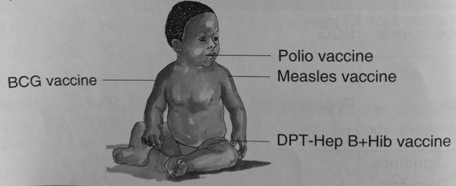 Polio vaccine
BCG vaccine
Measles vaccine
DPT-Hep B+Hib vaccine